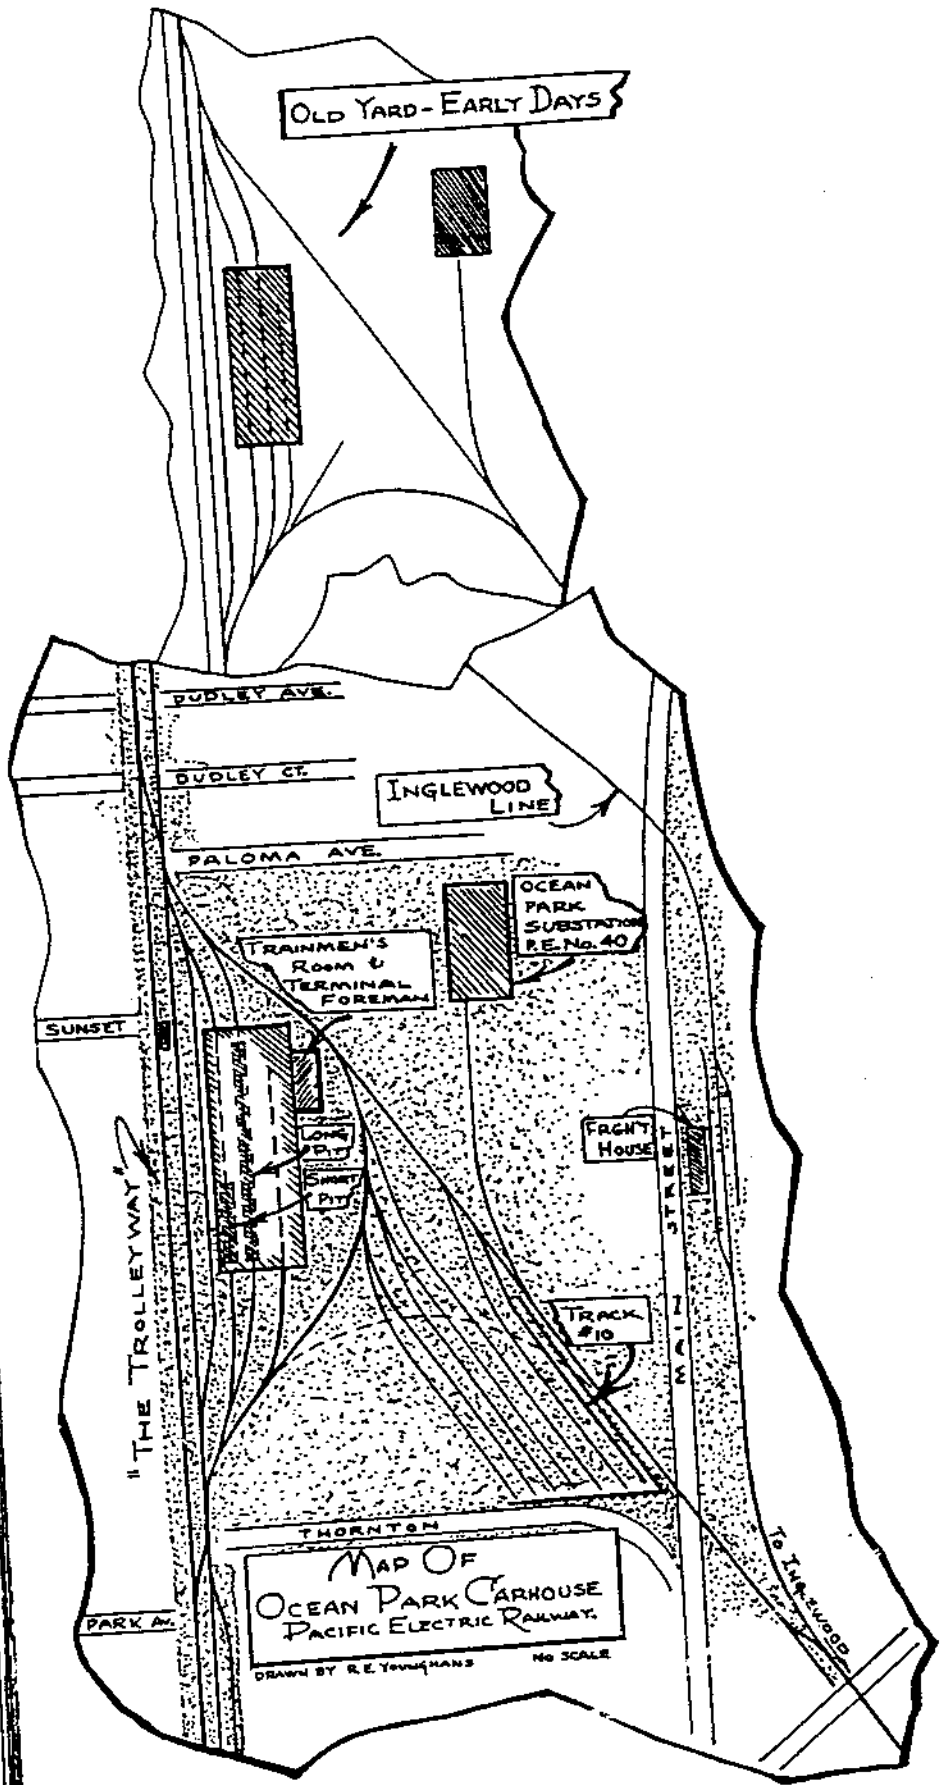 OLD YARD - EARLY DAYS
DUDLEY AVE.
DUDLEY CT.
INGLEWOOD
LINE
PALOMA AVE.
OCEAN
PARK
SUBSTATION
P.E. No. 40
TRAINMEN'S
ROOM &
TERMINAL
FOREMAN
SUNSET
LONG
PIT
SHORT
PIT
FRGHT
HOUSE
MAIN STREET
"THE TROLLEYWAY"
TRACK
#10
THORNTON
MAP OF
OCEAN PARK CARHOUSE
PACIFIC ELECTRIC RAILWAY.
DRAWN BY R.E. YOUNGHANS NO SCALE
PARK AV.
TO INGLEWOOD